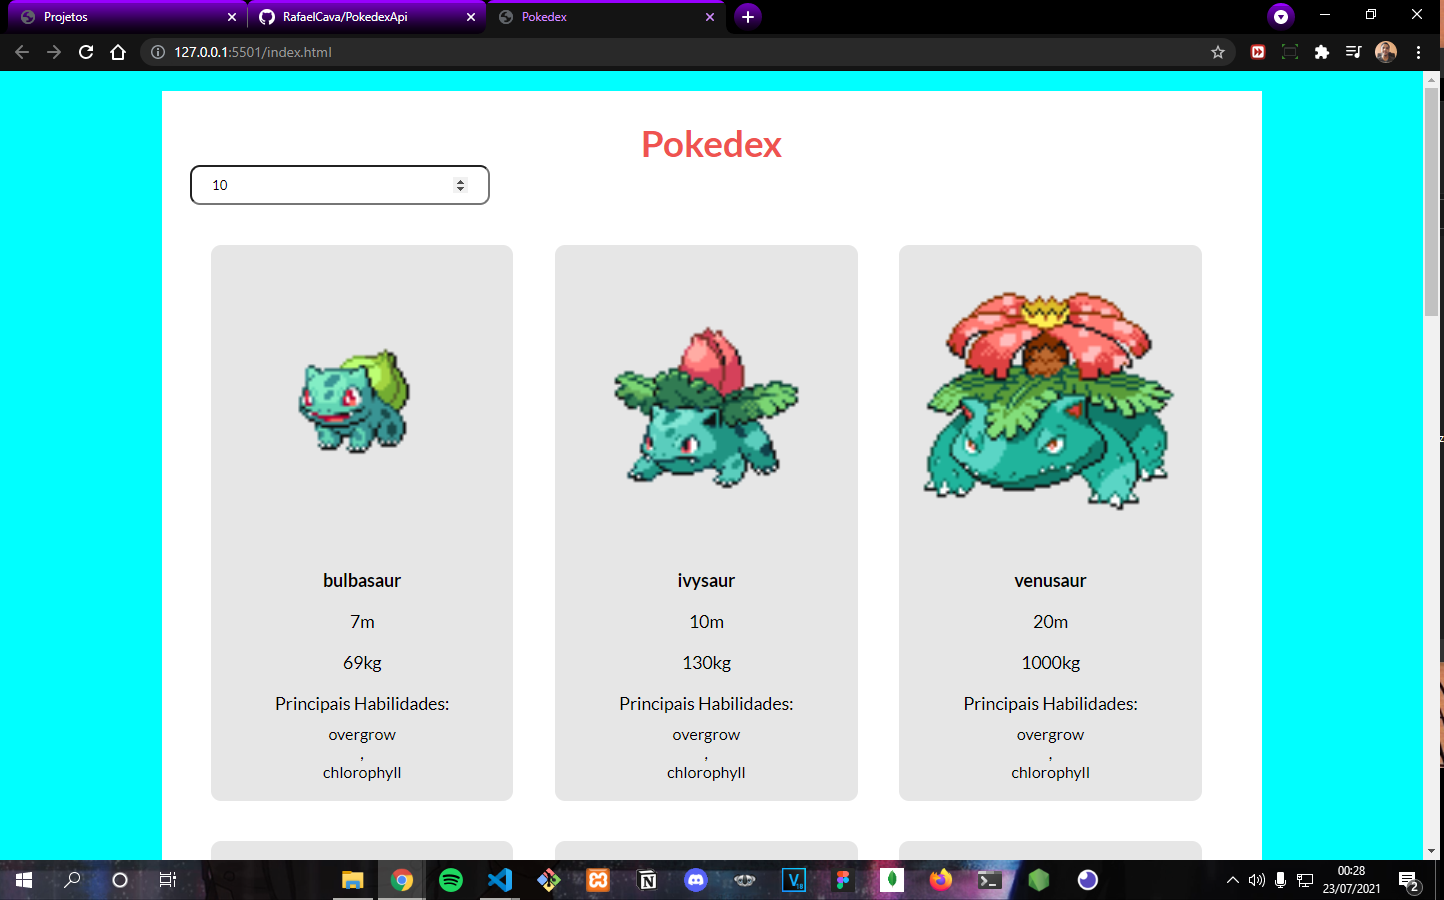 Projetos
RafaelCava/PokedexApi
Pokedex
127.0.0.1:5501/index.html
Pokedex
10
bulbasaur
7m
69kg
Principais Habilidades:
overgrow
,
chlorophyll
ivysaur
10m
130kg
Principais Habilidades:
overgrow
,
chlorophyll
venusaur
20m
1000kg
Principais Habilidades:
overgrow
,
chlorophyll
00:28
23/07/2021
2